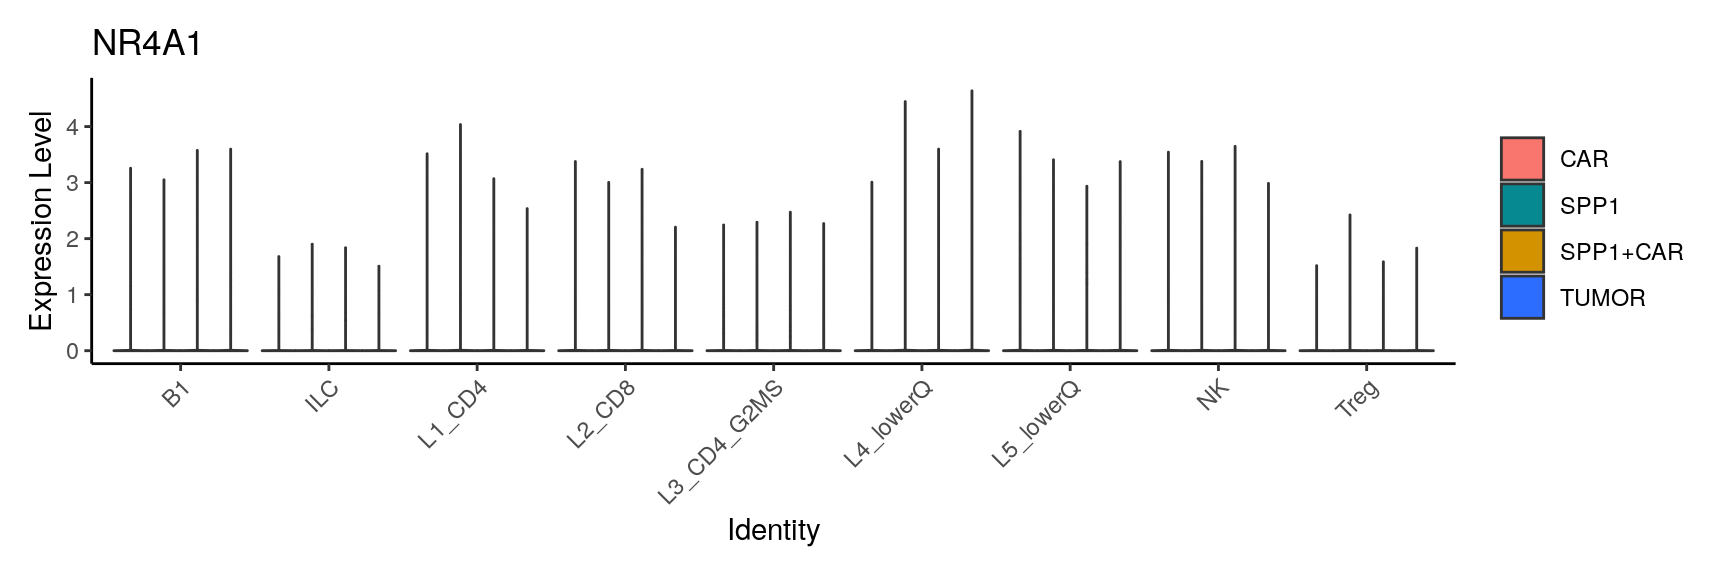 NR4A1
Expression Level
4
3
2
1
0
B1
ILC
L1_CD4
L2_CD8
L3_CD4_G2MS
L4_lowerQ
L5_lowerQ
NK
Treg
Identity
CAR
SPP1
SPP1+CAR
TUMOR